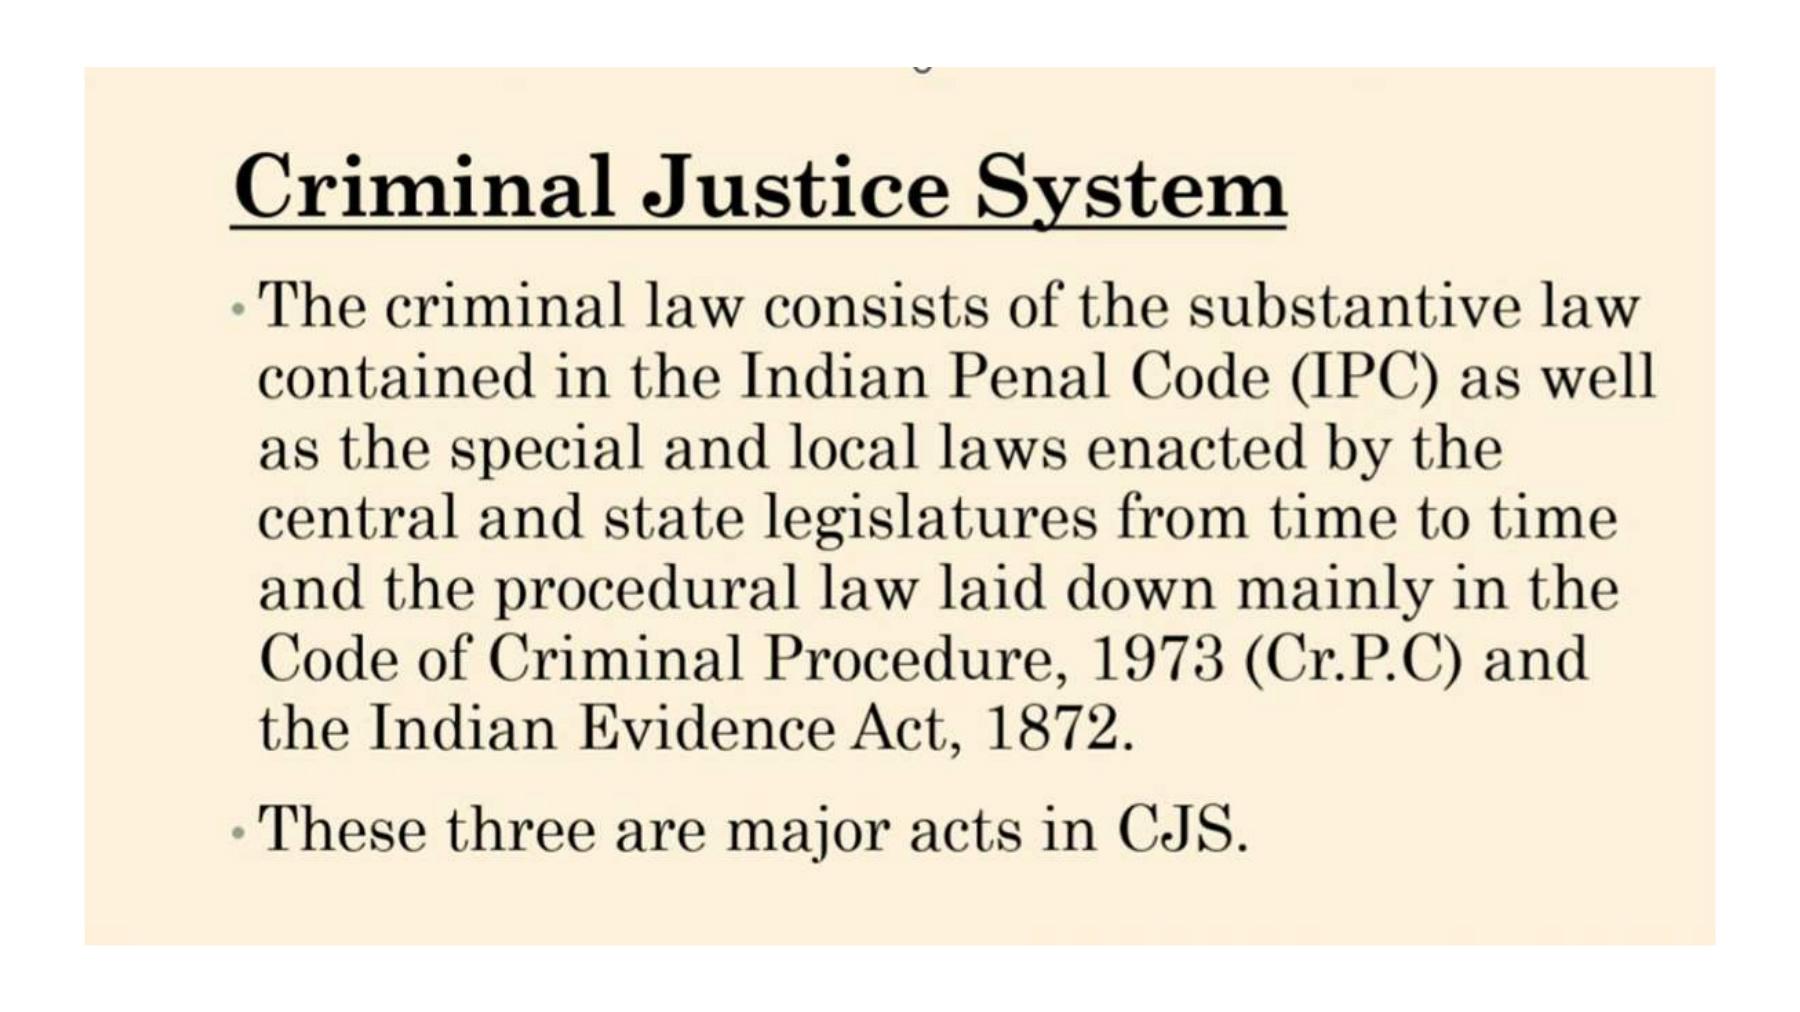 Criminal Justice System
• The criminal law consists of the substantive law
contained in the Indian Penal Code (IPC) as well
as the special and local laws enacted by the
central and state legislatures from time to time
and the procedural law laid down mainly in the
Code of Criminal Procedure, 1973 (Cr.P.C) and
the Indian Evidence Act, 1872.
• These three are major acts in CJS.